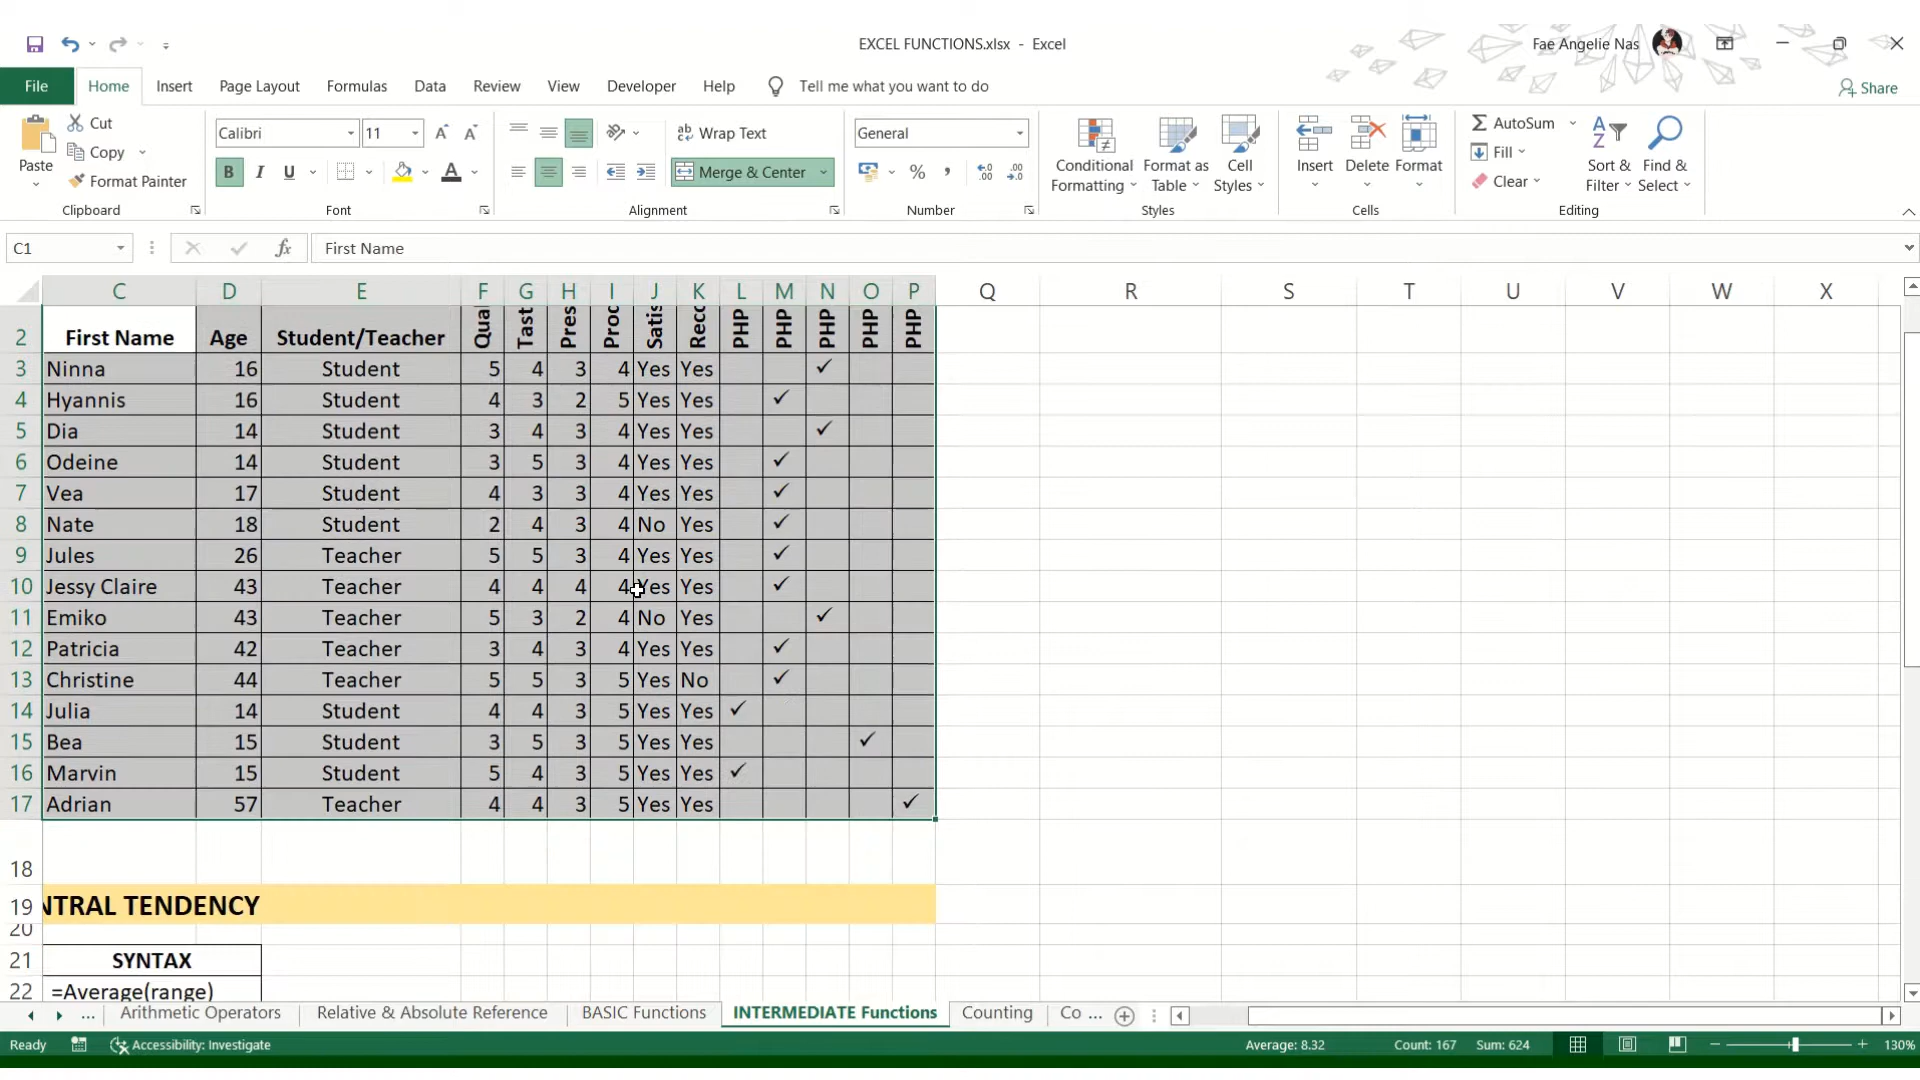 EXCEL FUNCTIONS.xlsx - Excel
Fae Angelie Nas
File Home Insert Page Layout Formulas Data Review View Developer Help Tell me what you want to do
Share
Paste Cut
Copy
Format Painter
Clipboard
Calibri 11
B I U A
Font
ab Wrap Text
Merge & Center
Alignment
General
% ,
Number
Conditional Formatting
Format as Table
Cell Styles
Styles
Insert Delete Format
Cells
AutoSum
Fill
Clear
Sort & Filter
Find & Select
Editing
C1 fx First Name
C D E F G H I J K L M N O P Q R S T U V W X
2 First Name Age Student/Teacher Qua Tast Pres Proc Satis Reco PHP PHP PHP PHP PHP
3 Ninna 16 Student 5 4 3 4 Yes Yes ✓
4 Hyannis 16 Student 4 3 2 5 Yes Yes ✓
5 Dia 14 Student 3 4 3 4 Yes Yes ✓
6 Odeine 14 Student 3 5 3 4 Yes Yes ✓
7 Vea 17 Student 4 3 3 4 Yes Yes ✓
8 Nate 18 Student 2 4 3 4 No Yes ✓
9 Jules 26 Teacher 5 5 3 4 Yes Yes ✓
10 Jessy Claire 43 Teacher 4 4 4 4 Yes Yes ✓
11 Emiko 43 Teacher 5 3 2 4 No Yes ✓
12 Patricia 42 Teacher 3 4 3 4 Yes Yes ✓
13 Christine 44 Teacher 5 5 3 5 Yes No ✓
14 Julia 14 Student 4 4 3 5 Yes Yes ✓
15 Bea 15 Student 3 5 3 5 Yes Yes ✓
16 Marvin 15 Student 5 4 3 5 Yes Yes ✓
17 Adrian 57 Teacher 4 4 3 5 Yes Yes ✓
18
19 NTRAL TENDENCY
20
21 SYNTAX
22 =Average(range)
... Arithmetic Operators Relative & Absolute Reference BASIC Functions INTERMEDIATE Functions Counting Co ...
Ready Accessibility: Investigate Average: 8.32 Count: 167 Sum: 624 130%